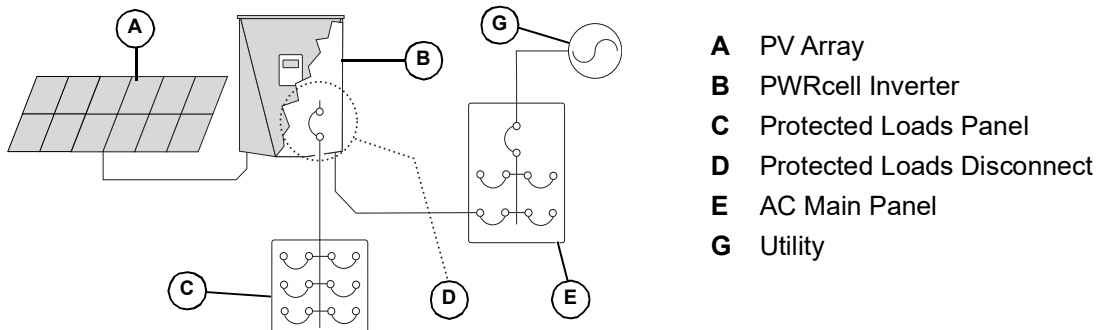 A
B
G
C
D
E
A PV Array
B PWRcell Inverter
C Protected Loads Panel
D Protected Loads Disconnect
E AC Main Panel
G Utility